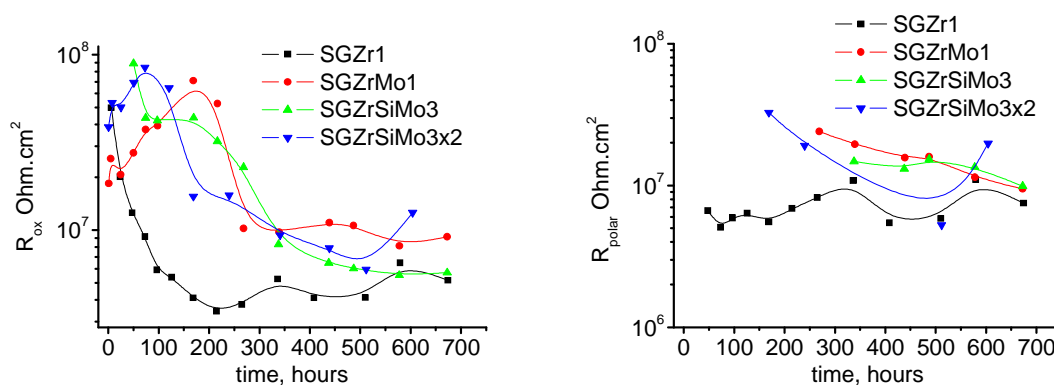 SGZr1
SGZrMo1
SGZrSiMo3
SGZrSiMo3x2
10⁸
10⁷
R_ox Ohm.cm²
0 100 200 300 400 500 600 700
time, hours
SGZr1
SGZrMo1
SGZrSiMo3
SGZrSiMo3x2
10⁸
10⁷
10⁶
R_polar Ohm.cm²
0 100 200 300 400 500 600 700
time, hours